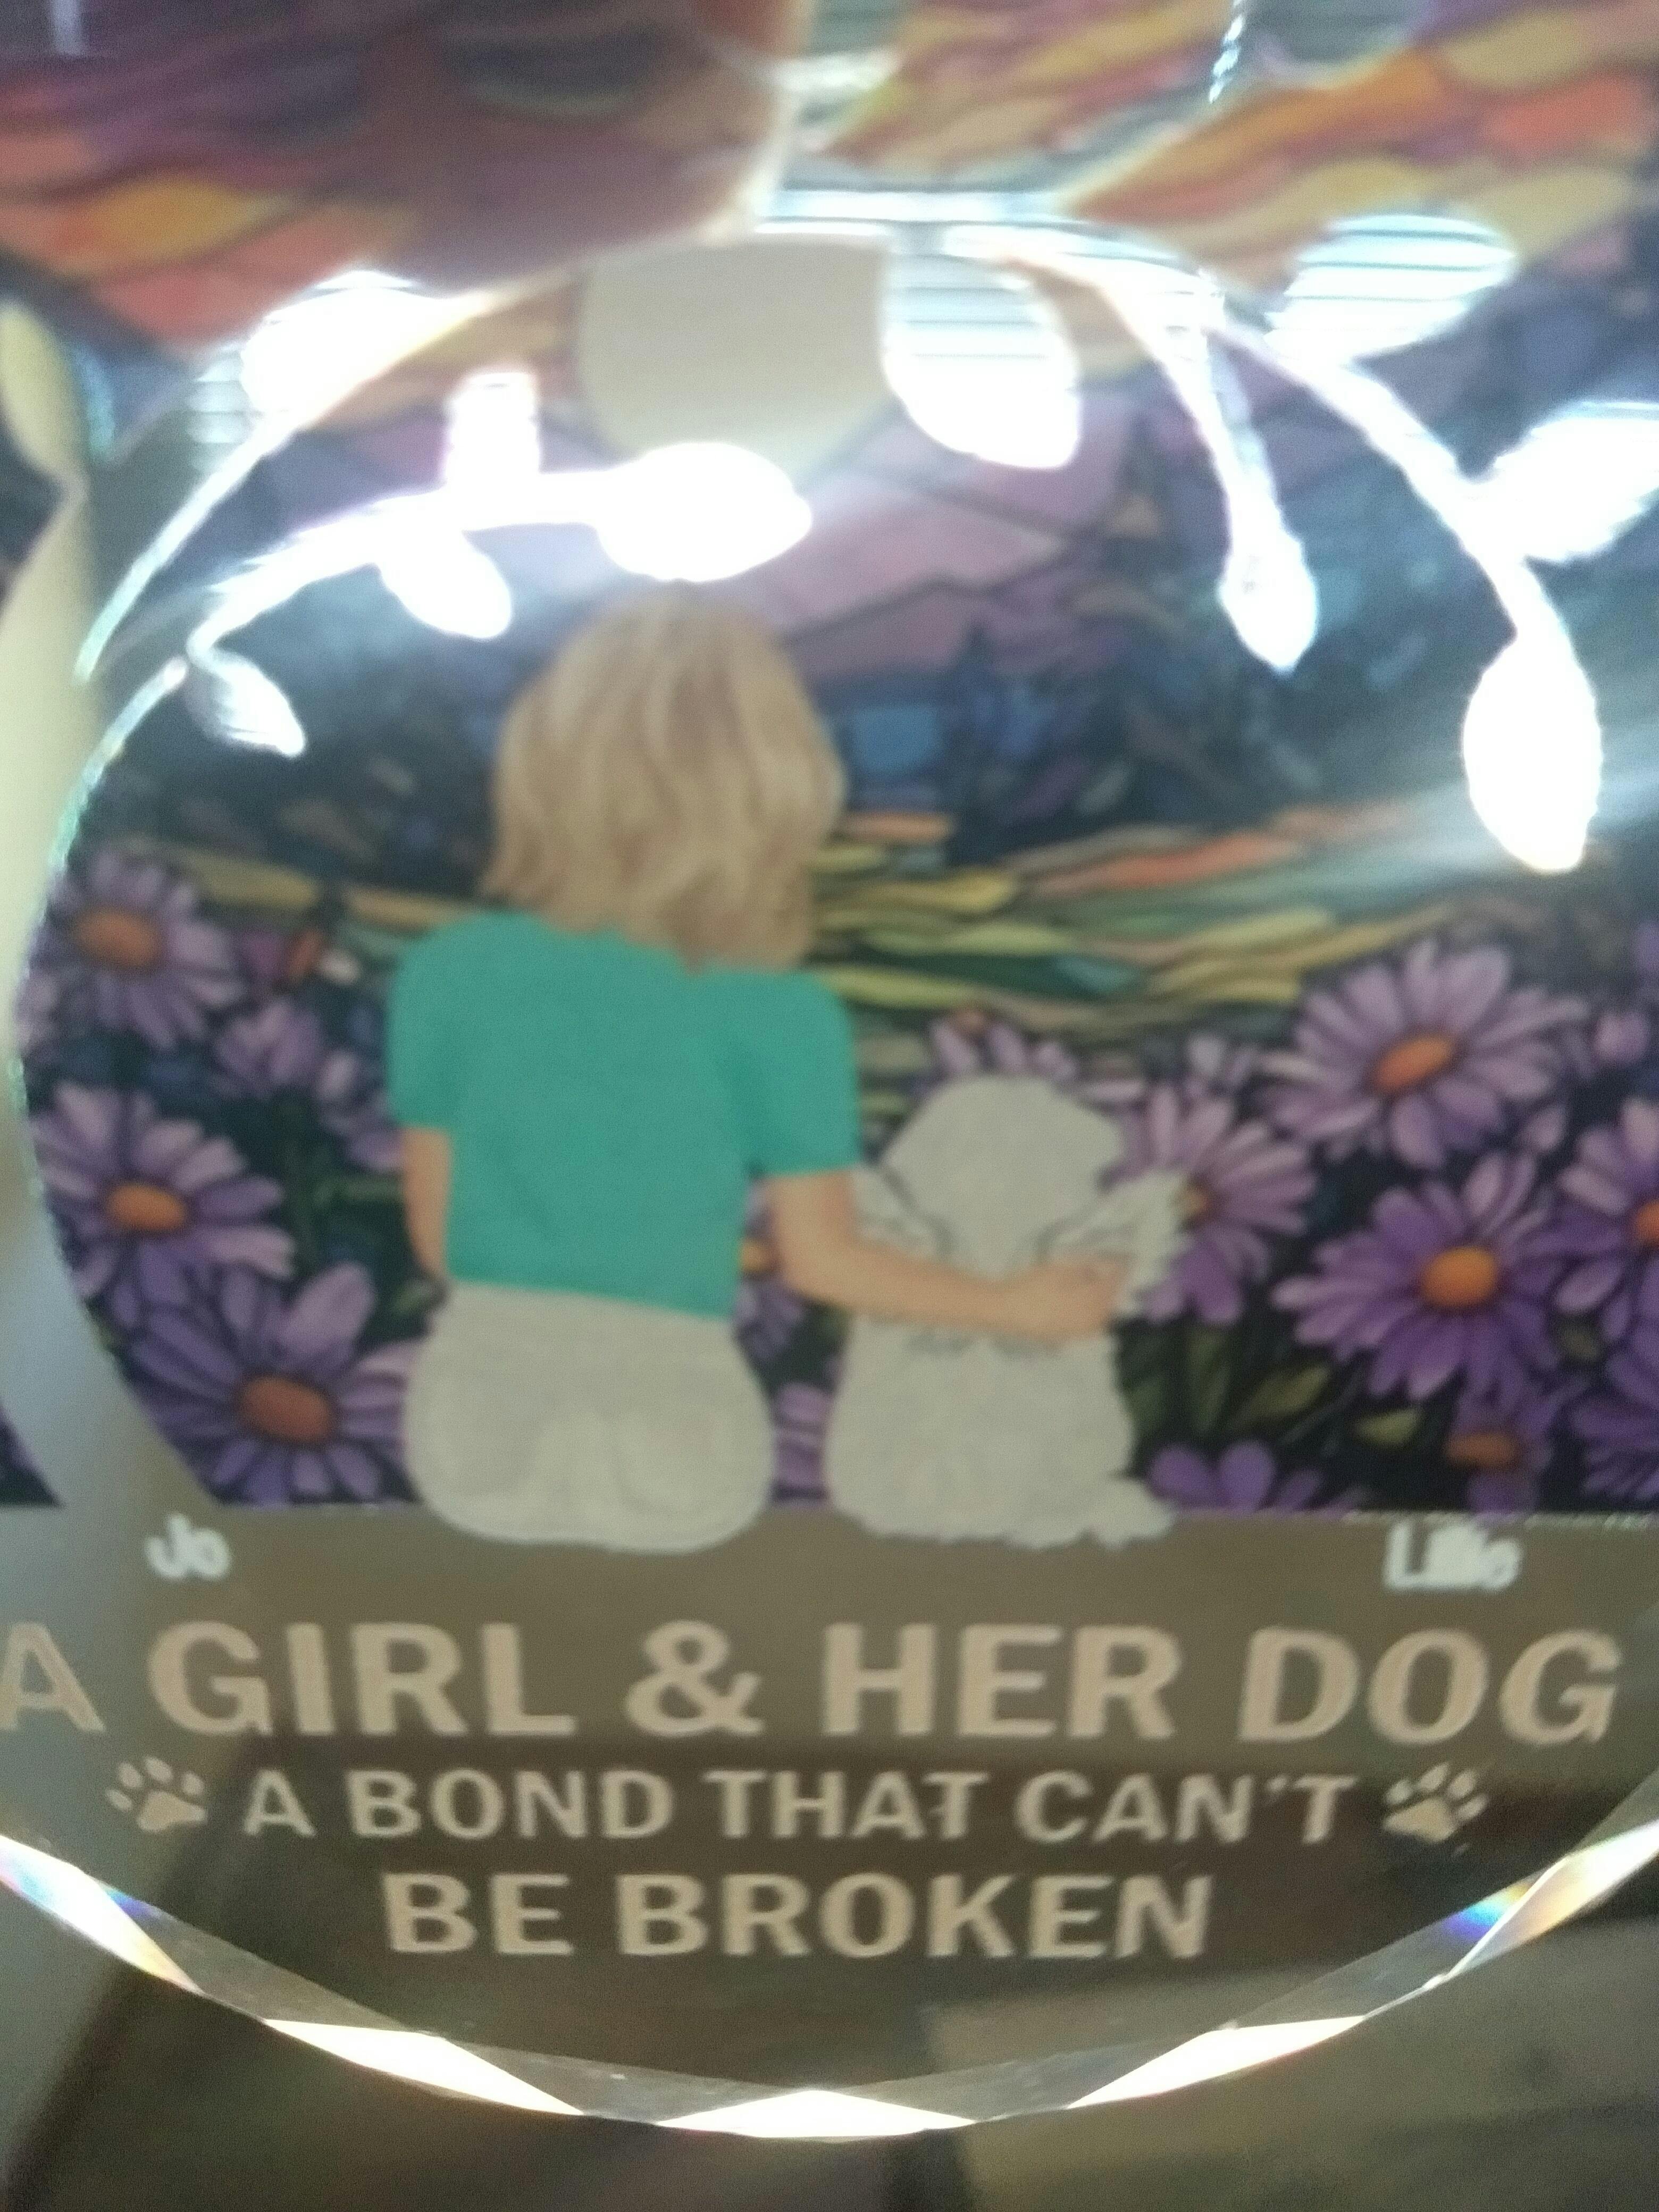 Jo Lillie
A GIRL & HER DOG
A BOND THAT CAN'T
BE BROKEN